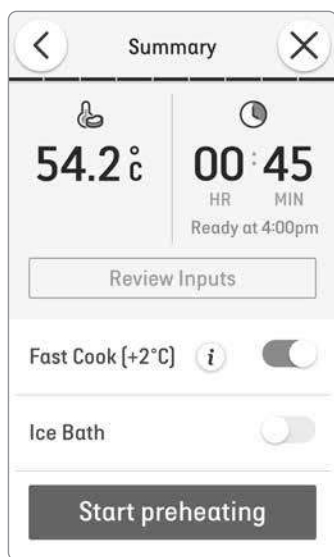 Summary
54.2°C
00:45
HR MIN
Ready at 4:00pm
Review Inputs
Fast Cook (+2°C) i
Ice Bath
Start preheating